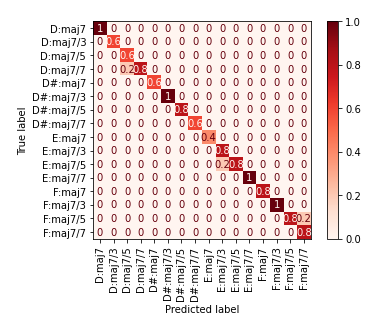 D:maj7 1 0 0 0 0 0 0 0 0 0 0 0 0 0 0 0
D:maj7/3 0 0.6 0 0 0 0 0 0 0 0 0 0 0 0 0 0
D:maj7/5 0 0 0.6 0 0 0 0 0 0 0 0 0 0 0 0 0
D:maj7/7 0 0 0.2 0.8 0 0 0 0 0 0 0 0 0 0 0 0
D#:maj7 0 0 0 0 0.6 0 0 0 0 0 0 0 0 0 0 0
D#:maj7/3 0 0 0 0 0 1 0 0 0 0 0 0 0 0 0 0
D#:maj7/5 0 0 0 0 0 0 0.8 0 0 0 0 0 0 0 0 0
D#:maj7/7 0 0 0 0 0 0 0 0.6 0 0 0 0 0 0 0 0
E:maj7 0 0 0 0 0 0 0 0 0.4 0 0 0 0 0 0 0
E:maj7/3 0 0 0 0 0 0 0 0 0 0.8 0 0 0 0 0 0
E:maj7/5 0 0 0 0 0 0 0 0 0 0.2 0.8 0 0 0 0 0
E:maj7/7 0 0 0 0 0 0 0 0 0 0 0 1 0 0 0 0
F:maj7 0 0 0 0 0 0 0 0 0 0 0 0 0.8 0 0 0
F:maj7/3 0 0 0 0 0 0 0 0 0 0 0 0 0 1 0 0
F:maj7/5 0 0 0 0 0 0 0 0 0 0 0 0 0 0 0.8 0.2
F:maj7/7 0 0 0 0 0 0 0 0 0 0 0 0 0 0 0 0.8
True label
D:maj7
D:maj7/3
D:maj7/5
D:maj7/7
D#:maj7
D#:maj7/3
D#:maj7/5
D#:maj7/7
E:maj7
E:maj7/3
E:maj7/5
E:maj7/7
F:maj7
F:maj7/3
F:maj7/5
F:maj7/7
Predicted label
1.0
0.8
0.6
0.4
0.2
0.0